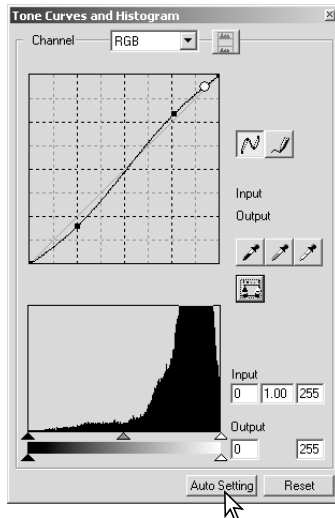 Tone Curves and Histogram
Channel RGB
Input
Output
Input
0 1.00 255
Output
0 255
Auto Setting Reset